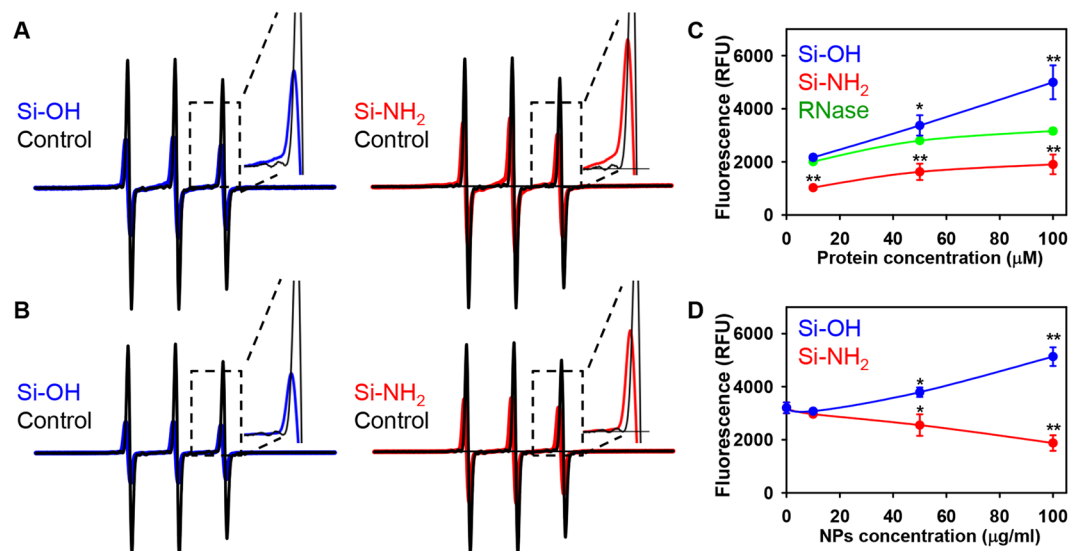 A
Si-OH
Control
Si-NH2
Control
B
Si-OH
Control
Si-NH2
Control
C
Fluorescence (RFU)
6000
4000
2000
0
Si-OH
Si-NH2
RNase
**
*
**
**
**
0 20 40 60 80 100
Protein concentration (μM)
D
Fluorescence (RFU)
6000
4000
2000
0
Si-OH
Si-NH2
**
*
*
**
0 20 40 60 80 100
NPs concentration (μg/ml)